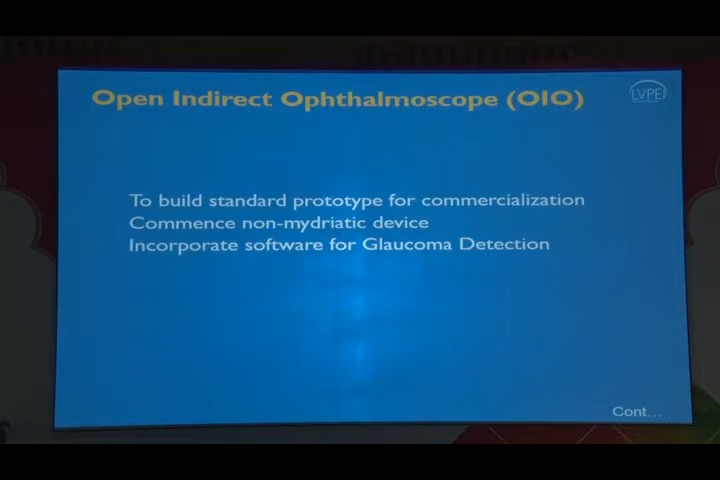 Open Indirect Ophthalmoscope (OIO)
LVPEI
To build standard prototype for commercialization
Commence non-mydriatic device
Incorporate software for Glaucoma Detection
Cont....